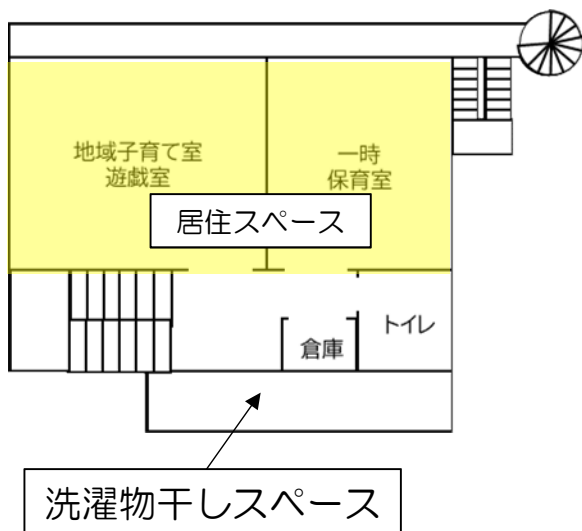 地域子育て室
遊戯室
一時
保育室
居住スペース
倉庫
トイレ
洗濯物干しスペース